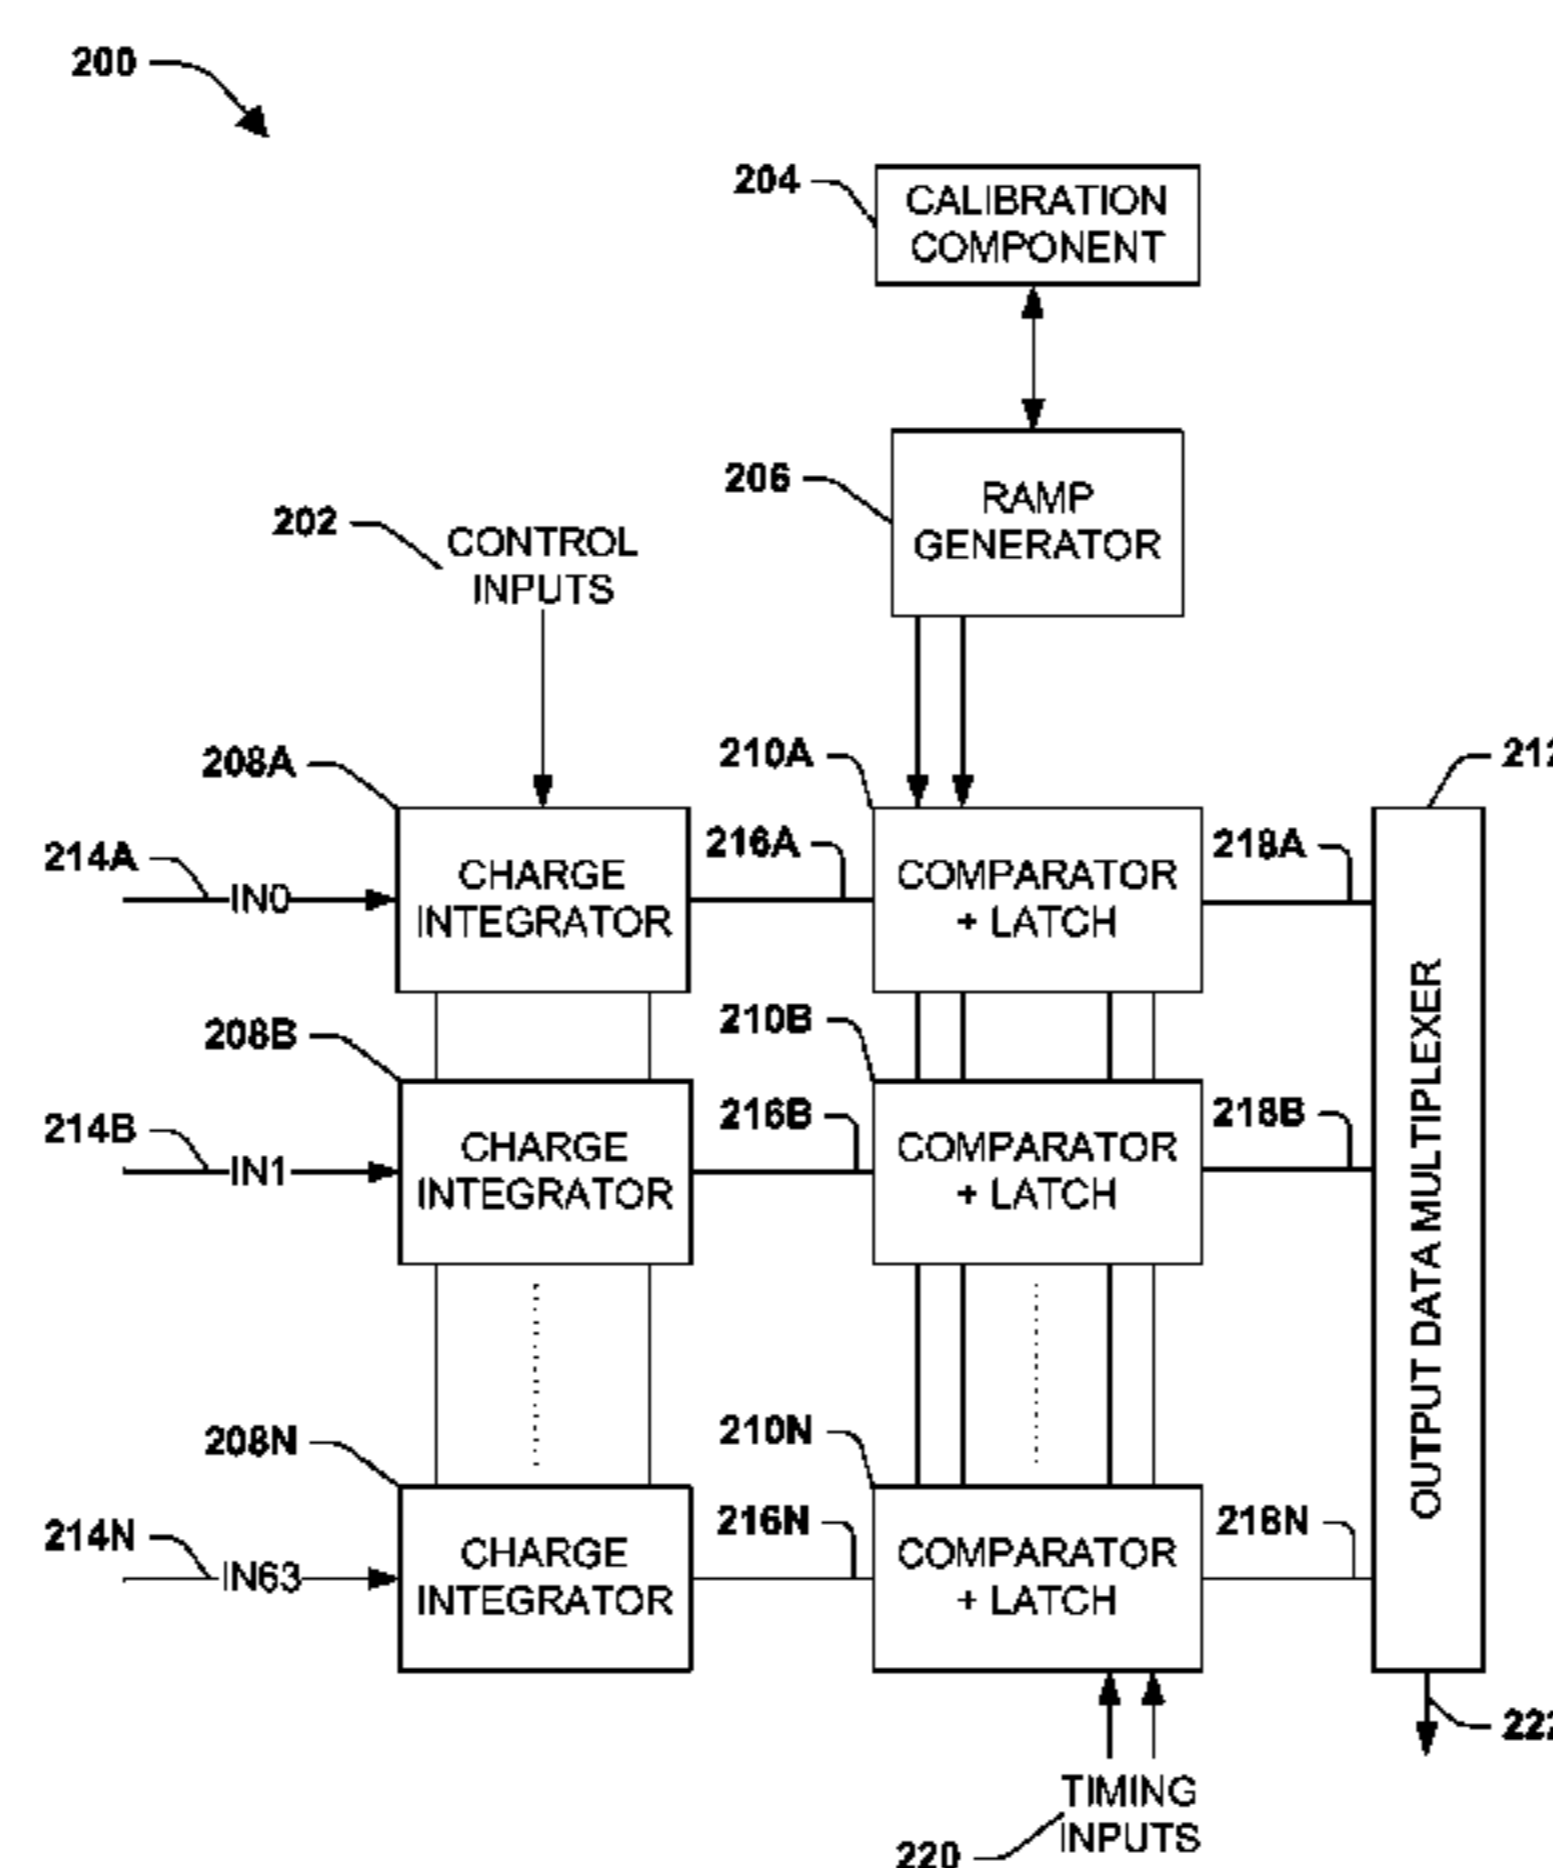 200
204
CALIBRATION
COMPONENT
206
RAMP
GENERATOR
202
CONTROL
INPUTS
208A
210A
212
214A
IN0
CHARGE
INTEGRATOR
216A
COMPARATOR
+ LATCH
218A
OUTPUT DATA MULTIPLEXER
208B
210B
214B
IN1
CHARGE
INTEGRATOR
216B
COMPARATOR
+ LATCH
218B
208N
210N
214N
IN63
CHARGE
INTEGRATOR
216N
COMPARATOR
+ LATCH
218N
222
TIMING
INPUTS
220